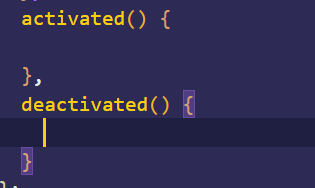 activated() {
},
deactivated() {
}
};